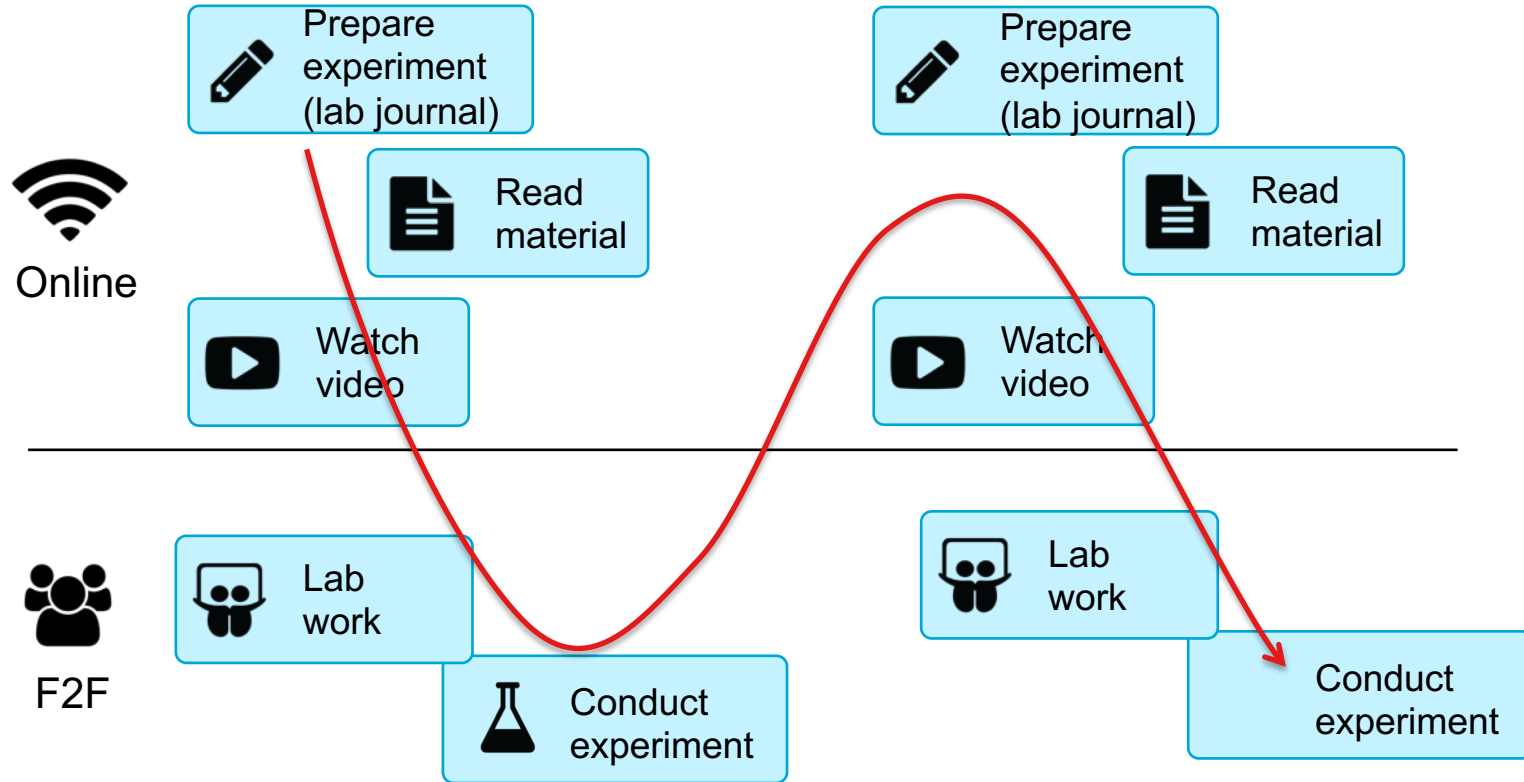 Prepare
experiment
(lab journal)
Prepare
experiment
(lab journal)
Read
material
Read
material
Online
Watch
video
Watch
video
Lab
work
Lab
work
F2F
Conduct
experiment
Conduct
experiment